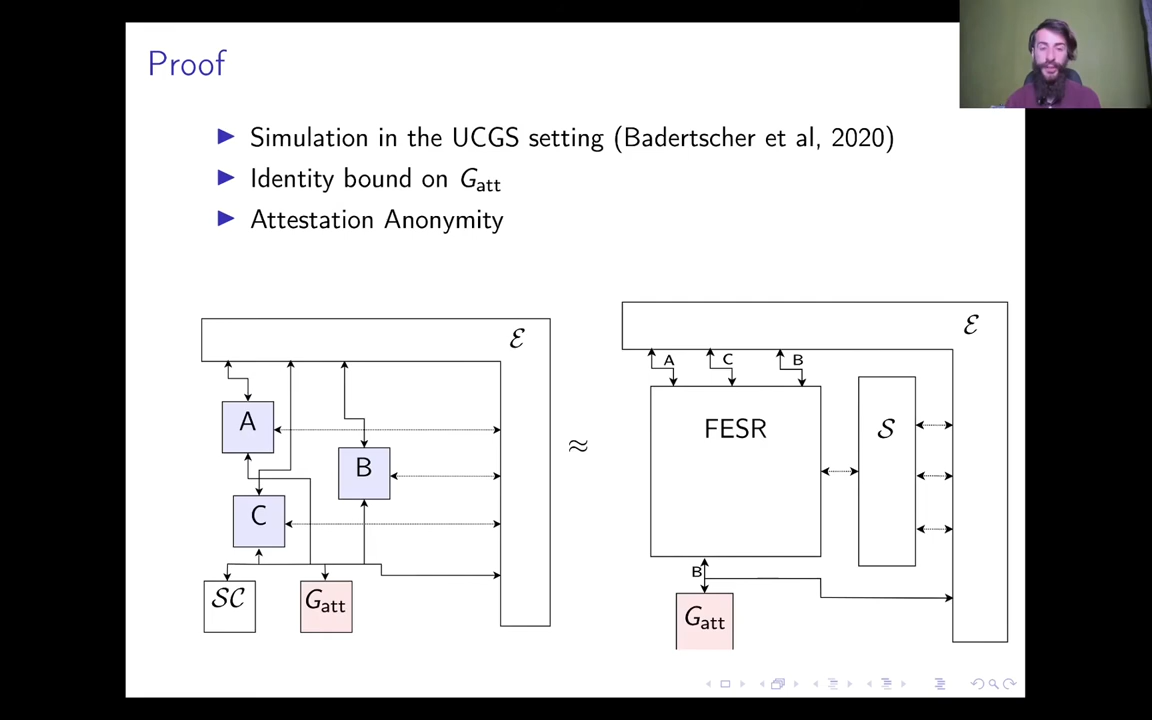 Proof
Simulation in the UCGS setting (Badertscher et al, 2020)
Identity bound on G_att
Attestation Anonymity
ℰ
A
B
C
𝒮𝒞
G_att
≈
ℰ
A
C
B
FESR
𝒮
B
G_att